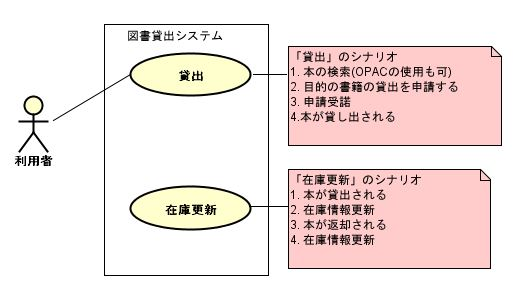 図書貸出システム
貸出
「貸出」のシナリオ
1. 本の検索(OPACの使用も可)
2. 目的の書籍の貸出を申請する
3. 申請受諾
4.本が貸し出される
利用者
在庫更新
「在庫更新」のシナリオ
1. 本が貸出される
2. 在庫情報更新
3. 本が返却される
4. 在庫情報更新